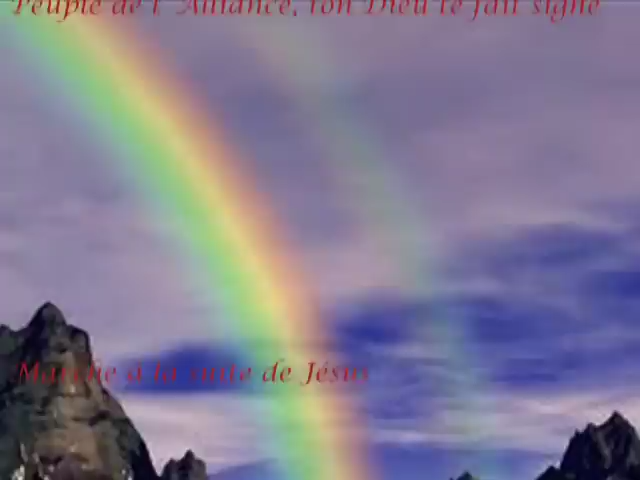 Peuple de l' Alliance, ton Dieu te fait signe
Marche à la suite de Jésus